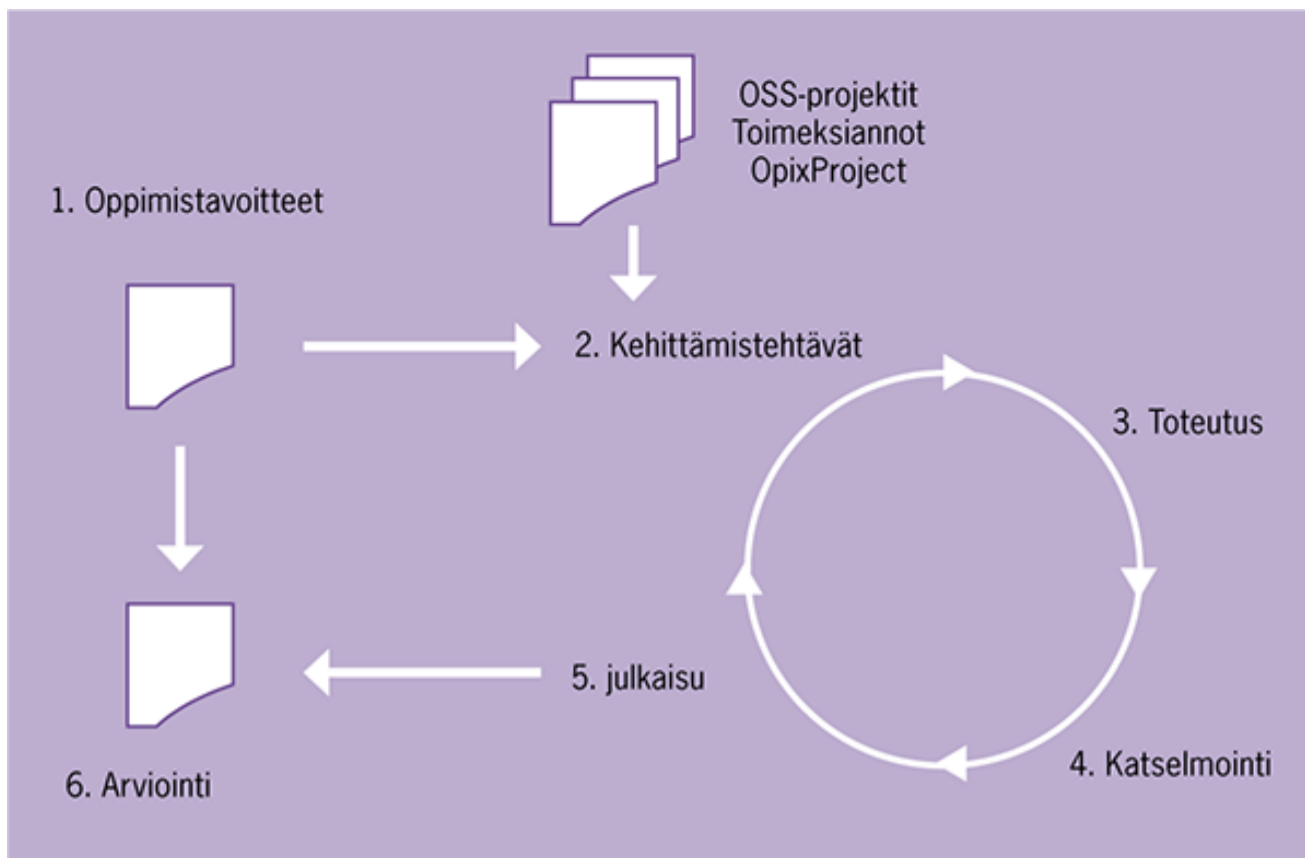 OSS-projektit
Toimeksiannot
OpixProject
1. Oppimistavoitteet
2. Kehittämistehtävät
3. Toteutus
4. Katselmointi
5. julkaisu
6. Arviointi